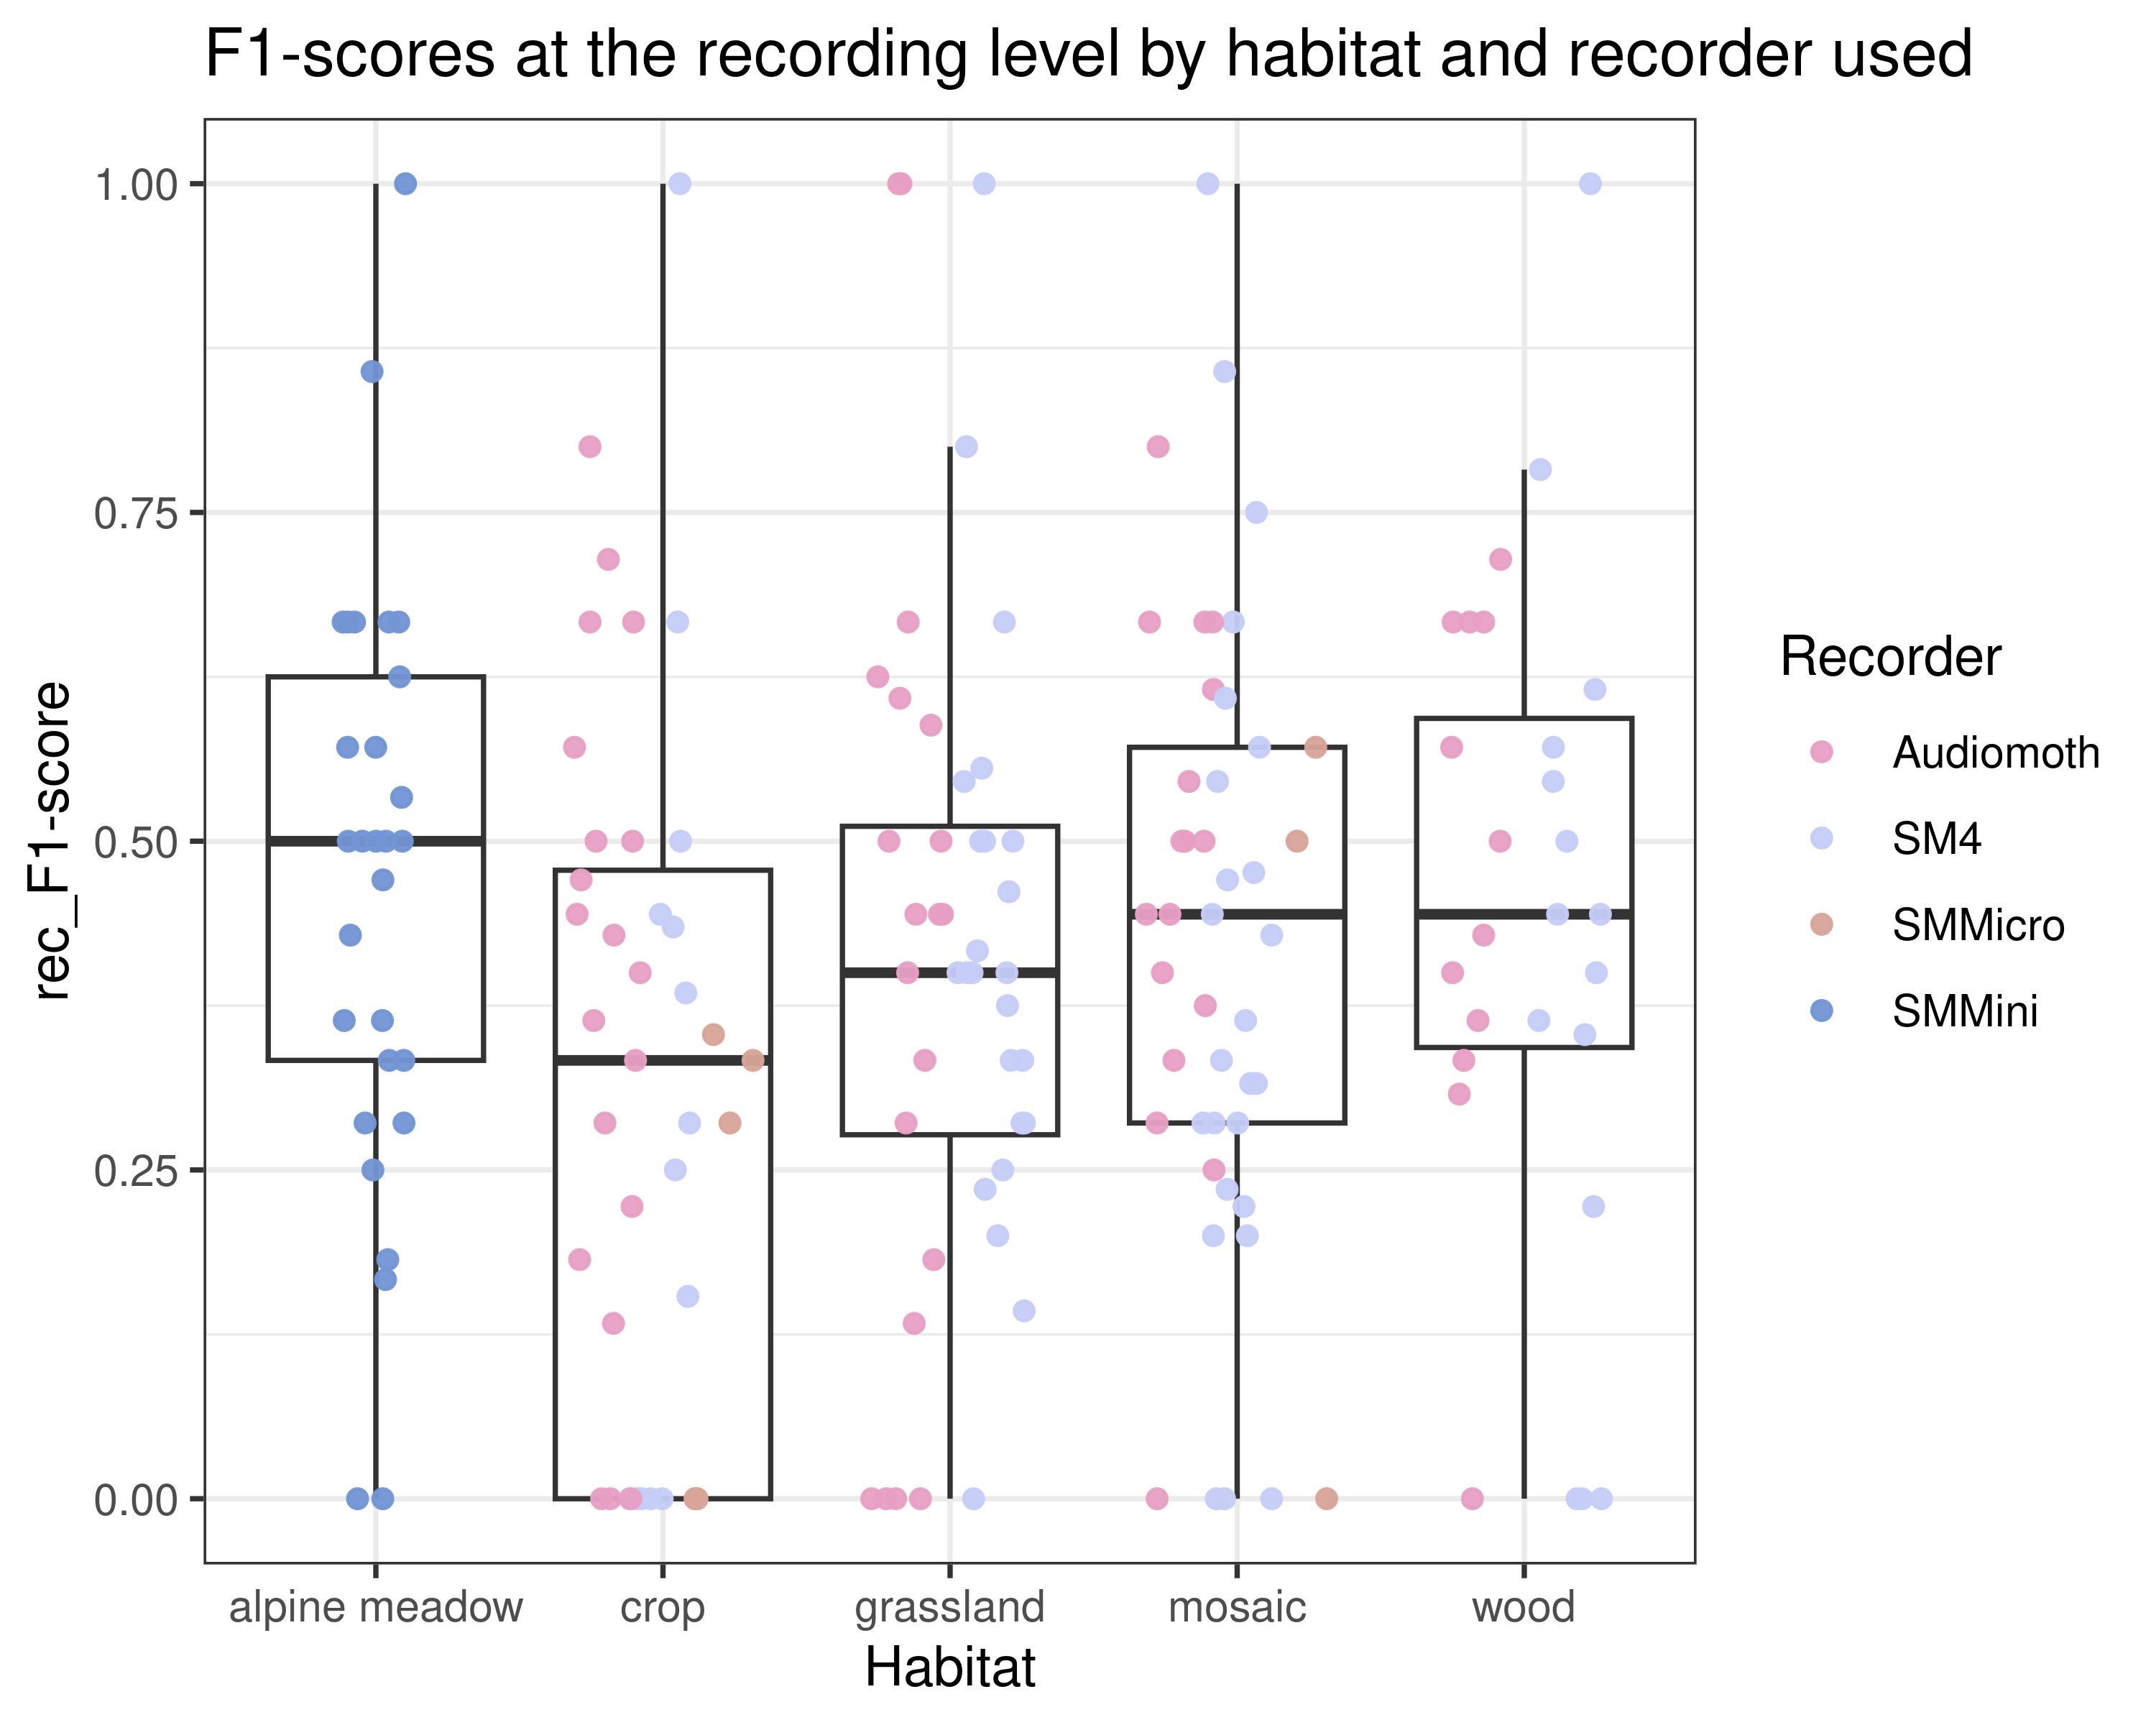 F1-scores at the recording level by habitat and recorder used
rec_F1-score
1.00
0.75
0.50
0.25
0.00
alpine meadow
crop
grassland
mosaic
wood
Habitat
Recorder
Audiomoth
SM4
SMMicro
SMMini